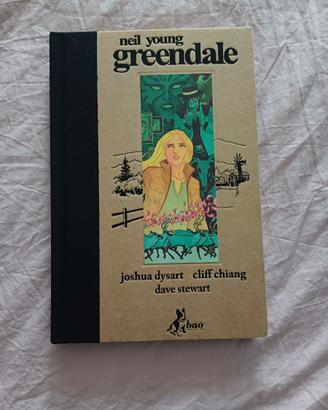 neil young
greendale
joshua dysart cliff chiang
dave stewart
bao